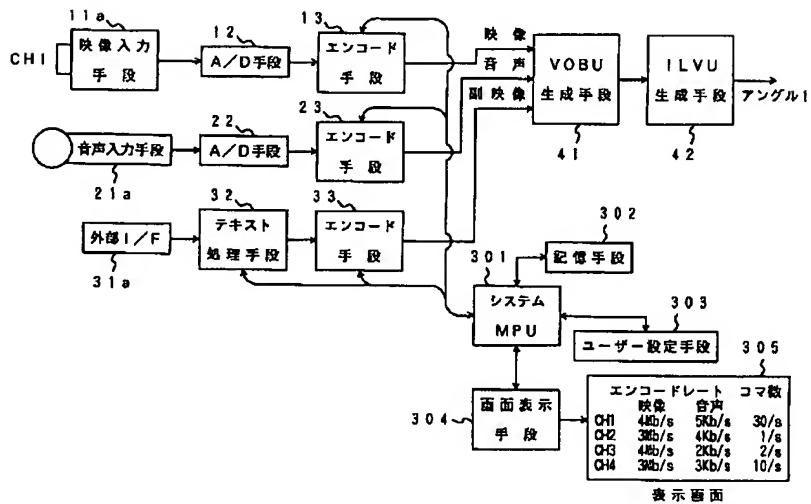 11a
12
13
CH1
映像入力
手段
A/D手段
エンコード
手段
映像
音声
副映像
VOBU
生成手段
41
ILVU
生成手段
42
アングル1
22
23
音声入力手段
21a
A/D手段
エンコード
手段
32
33
外部I/F
31a
テキスト
処理手段
エンコード
手段
301
システム
MPU
302
記憶手段
303
ユーザー設定手段
304
画面表示
手段
305
エンコードレート コマ数
映像 音声
CH1 4Mb/s 5Kb/s 30/s
CH2 3Mb/s 4Kb/s 1/s
CH3 4Mb/s 2Kb/s 2/s
CH4 3Mb/s 3Kb/s 10/s
表示画面